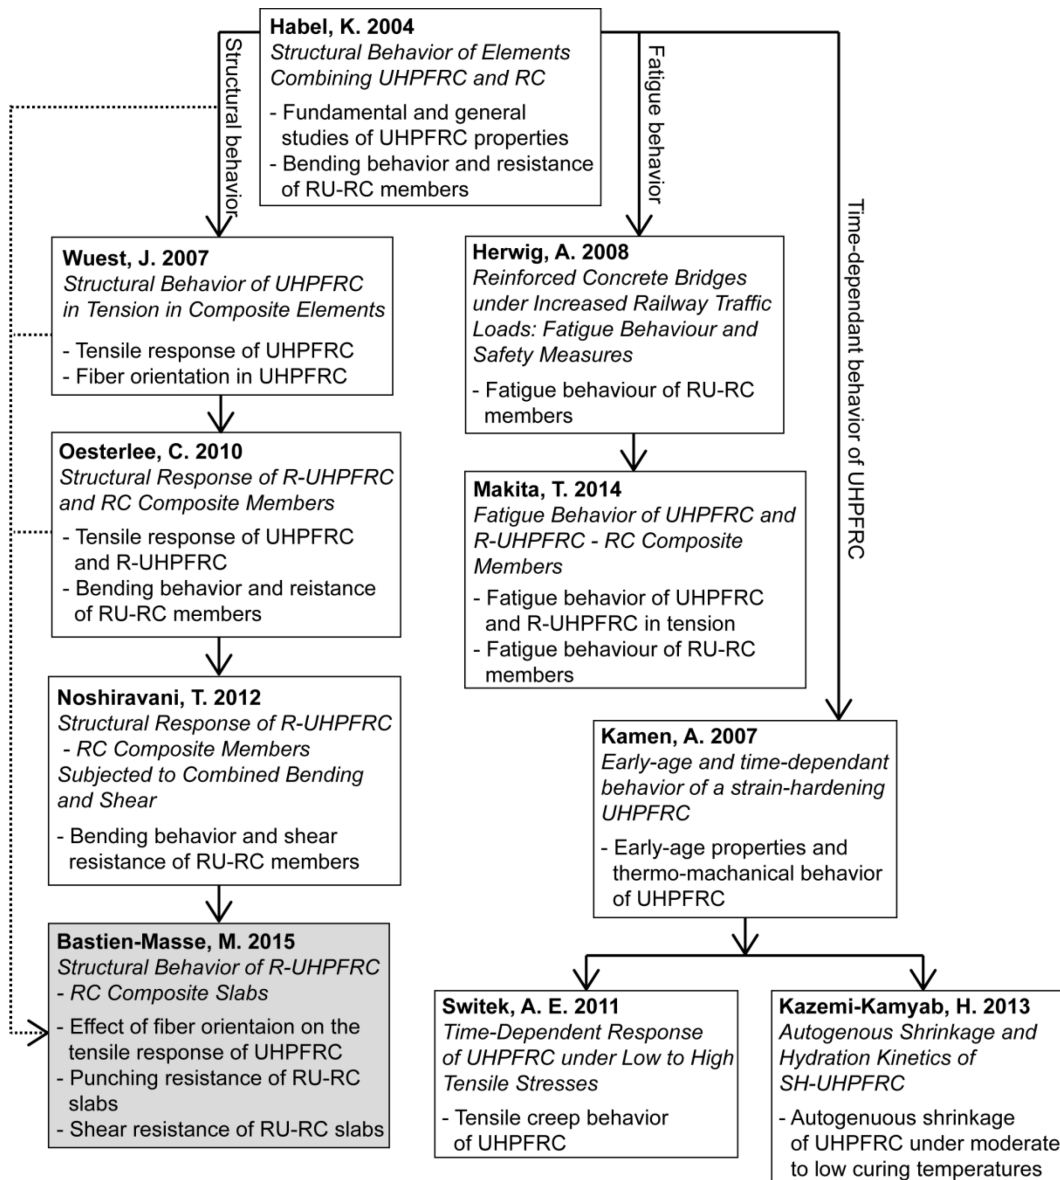 Habel, K. 2004
Structural Behavior of Elements
Combining UHPFRC and RC
- Fundamental and general
studies of UHPFRC properties
- Bending behavior and resistance
of RU-RC members
Structural behavior
Fatigue behavior
Time-dependant behavior of UHPFRC
Wuest, J. 2007
Structural Behavior of UHPFRC
in Tension in Composite Elements
- Tensile response of UHPFRC
- Fiber orientation in UHPFRC
Oesterlee, C. 2010
Structural Response of R-UHPFRC
and RC Composite Members
- Tensile response of UHPFRC
and R-UHPFRC
- Bending behavior and reistance
of RU-RC members
Noshiravani, T. 2012
Structural Response of R-UHPFRC
- RC Composite Members
Subjected to Combined Bending
and Shear
- Bending behavior and shear
resistance of RU-RC members
Bastien-Masse, M. 2015
Structural Behavior of R-UHPFRC
- RC Composite Slabs
- Effect of fiber orientaion on the
tensile response of UHPFRC
- Punching resistance of RU-RC
slabs
- Shear resistance of RU-RC slabs
Herwig, A. 2008
Reinforced Concrete Bridges
under Increased Railway Traffic
Loads: Fatigue Behaviour and
Safety Measures
- Fatigue behaviour of RU-RC
members
Makita, T. 2014
Fatigue Behavior of UHPFRC and
R-UHPFRC - RC Composite
Members
- Fatigue behavior of UHPFRC
and R-UHPFRC in tension
- Fatigue behaviour of RU-RC
members
Kamen, A. 2007
Early-age and time-dependant
behavior of a strain-hardening
UHPFRC
- Early-age properties and
thermo-machanical behavior
of UHPFRC
Switek, A. E. 2011
Time-Dependent Response
of UHPFRC under Low to High
Tensile Stresses
- Tensile creep behavior
of UHPFRC
Kazemi-Kamyab, H. 2013
Autogenous Shrinkage and
Hydration Kinetics of
SH-UHPFRC
- Autogenuous shrinkage
of UHPFRC under moderate
to low curing temperatures